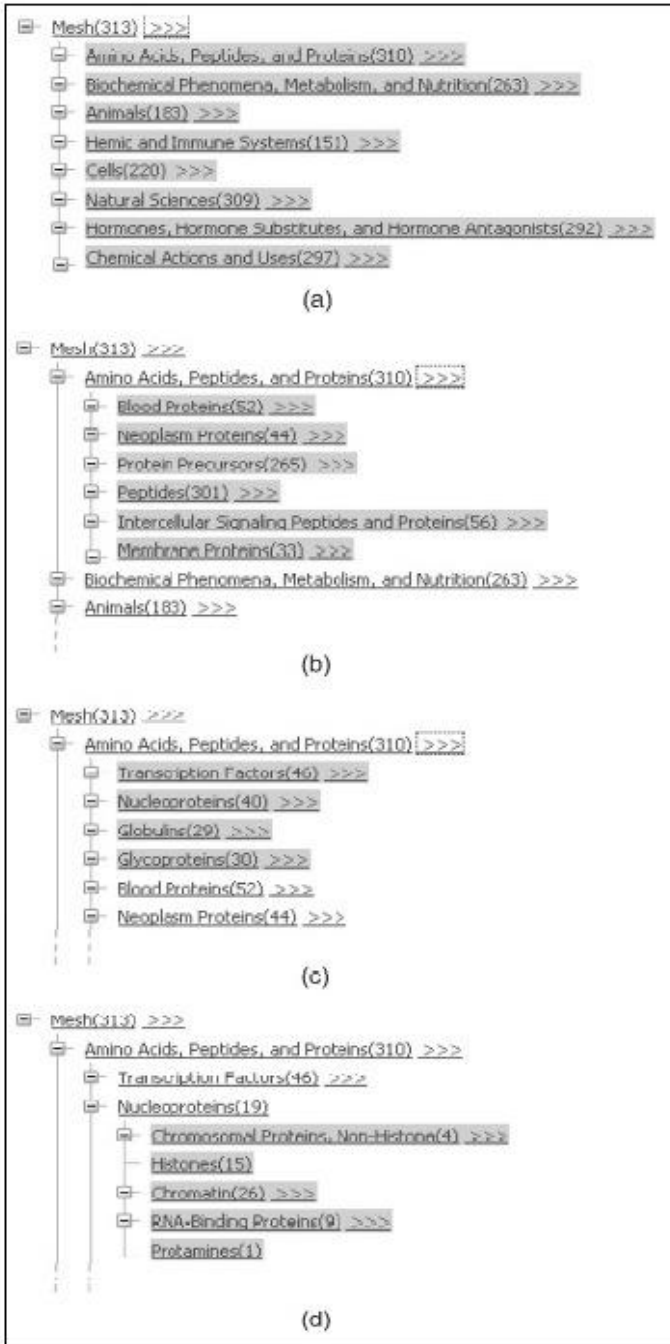 Mesh(313) >>>
Amino Acids, Peptides, and Proteins(310) >>>
Biochemical Phenomena, Metabolism, and Nutrition(263) >>>
Animals(183) >>>
Hemic and Immune Systems(151) >>>
Cells(220) >>>
Natural Sciences(309) >>>
Hormones, Hormone Substitutes, and Hormone Antagonists(292) >>>
Chemical Actions and Uses(297) >>>
(a)
Mesh(313) >>>
Amino Acids, Peptides, and Proteins(310) >>>
Blood Proteins(52) >>>
Neoplasm Proteins(44) >>>
Protein Precursors(265) >>>
Peptides(301) >>>
Intercellular Signaling Peptides and Proteins(56) >>>
Membrane Proteins(33) >>>
Biochemical Phenomena, Metabolism, and Nutrition(263) >>>
Animals(183) >>>
(b)
Mesh(313) >>>
Amino Acids, Peptides, and Proteins(310) >>>
Transcription Factors(46) >>>
Nucleoproteins(40) >>>
Globulins(29) >>>
Glycoproteins(30) >>>
Blood Proteins(52) >>>
Neoplasm Proteins(44) >>>
(c)
Mesh(313) >>>
Amino Acids, Peptides, and Proteins(310) >>>
Transcription Factors(46) >>>
Nucleoproteins(19)
Chromosomal Proteins, Non-Histone(4) >>>
Histones(15)
Chromatin(26) >>>
RNA-Binding Proteins(9) >>>
Protamines(1)
(d)